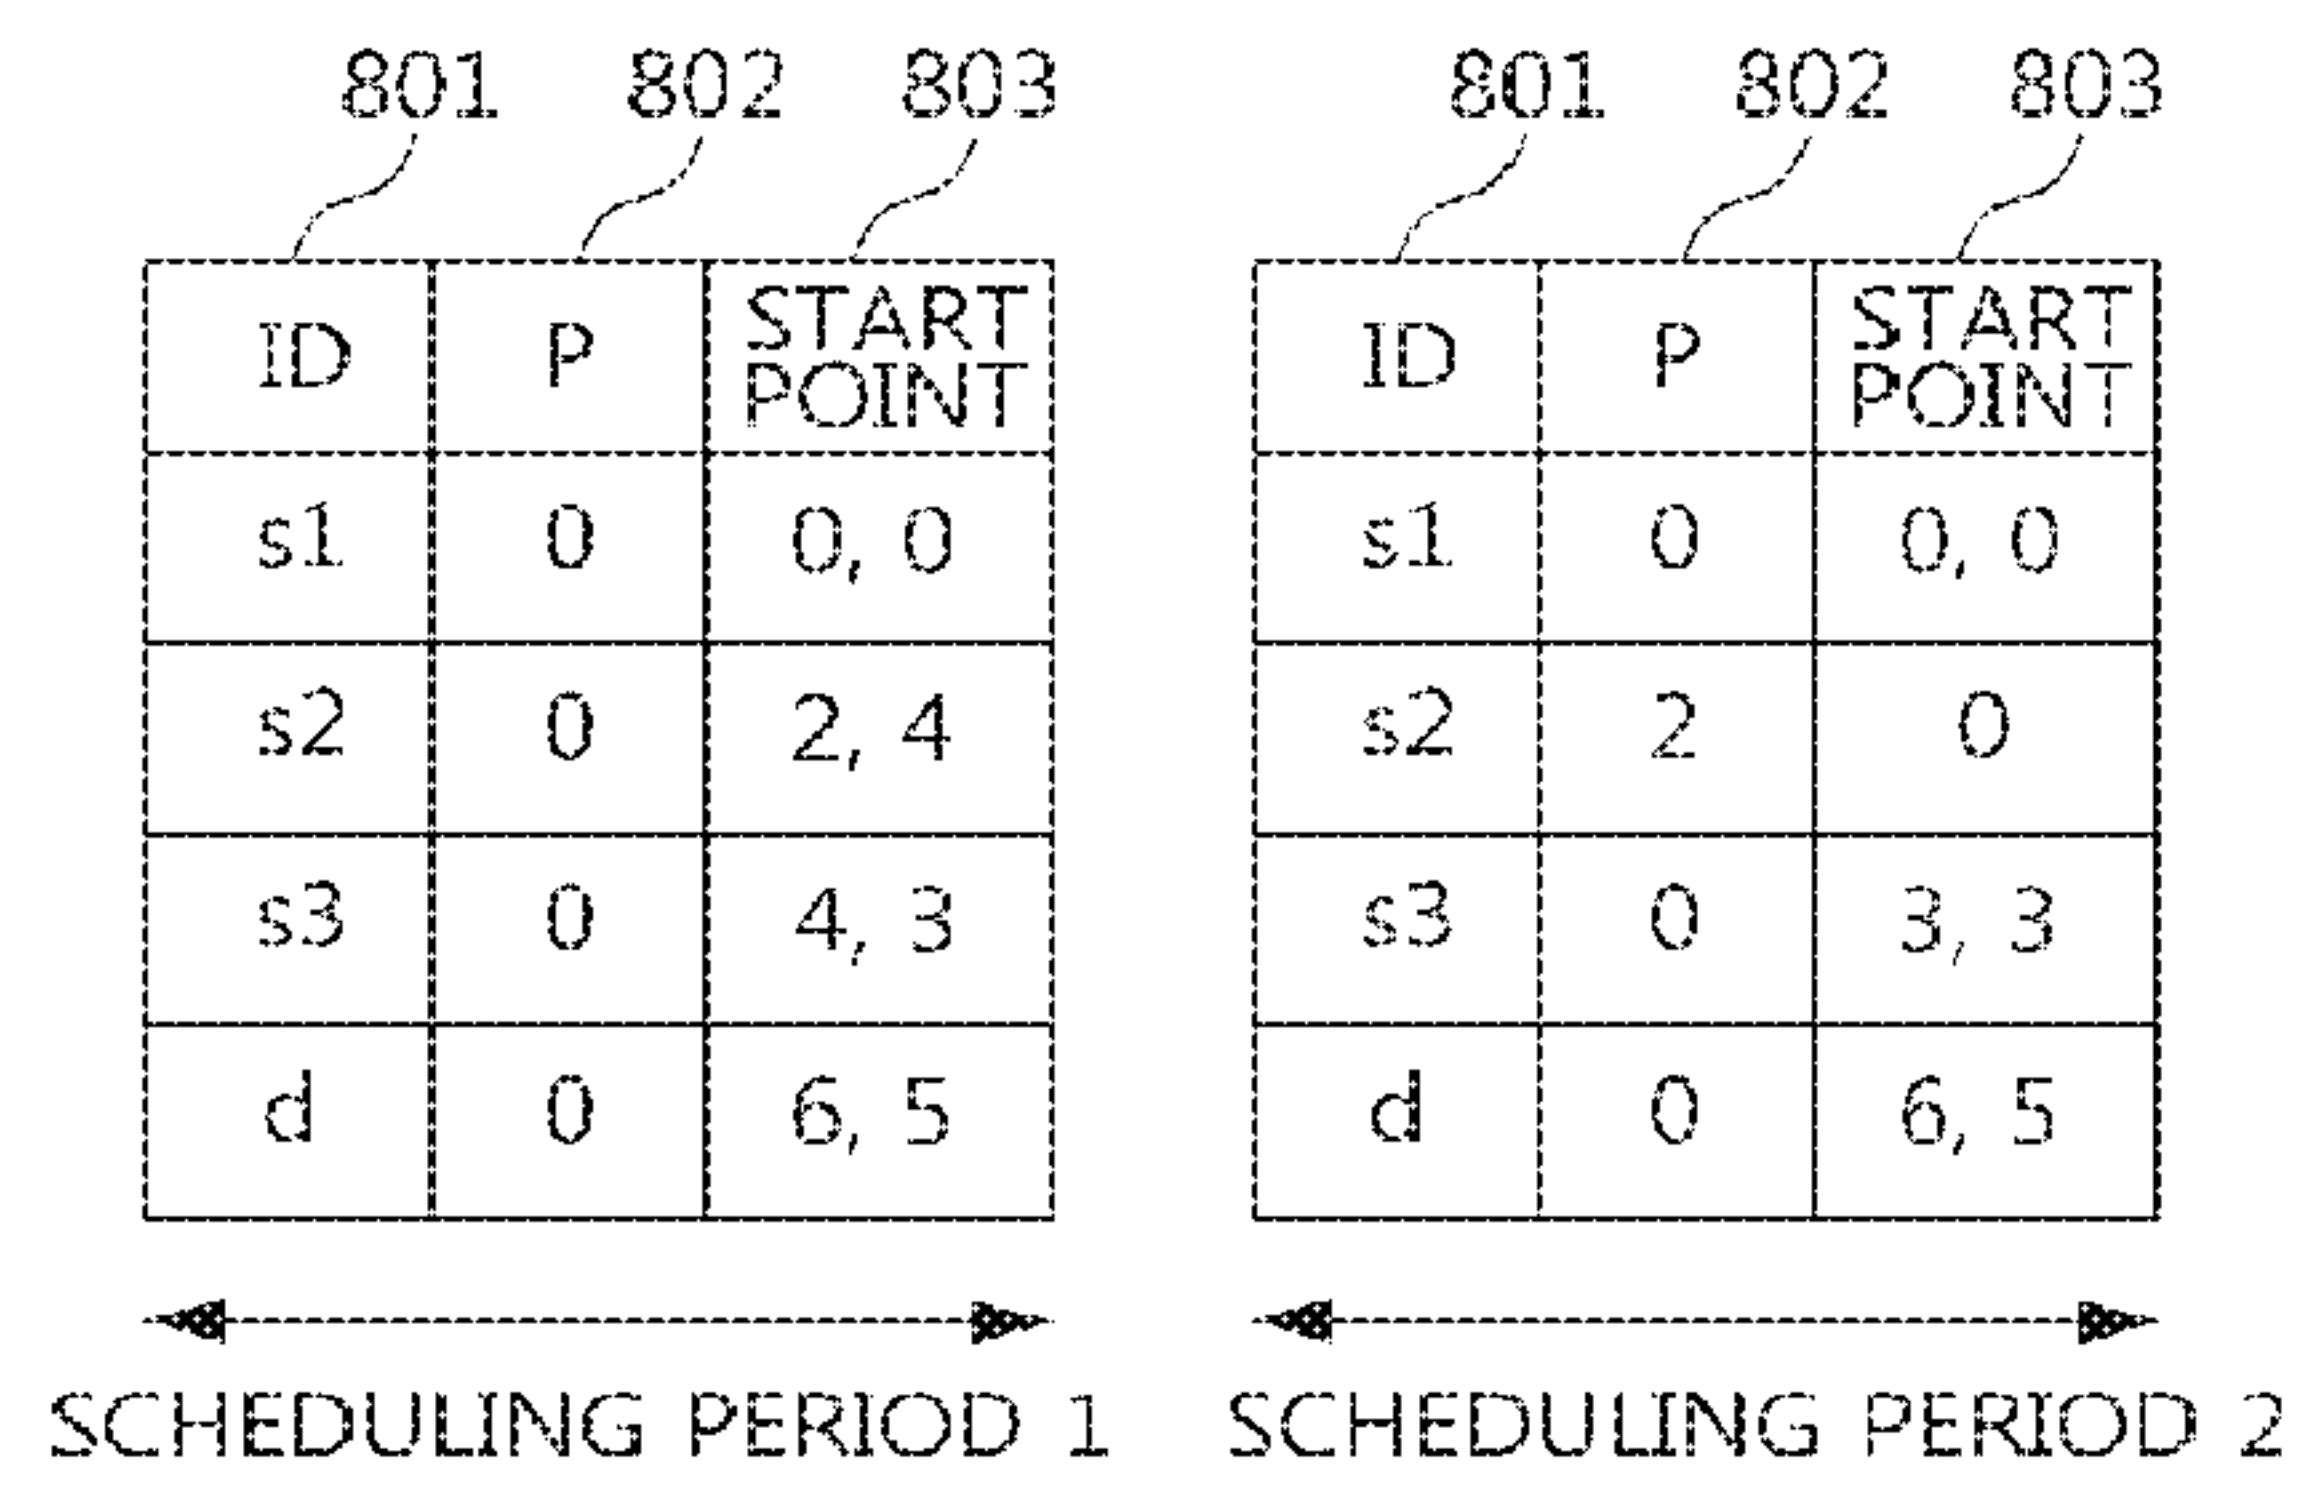 801 802 803 801 802 803
ID P START POINT ID P START POINT
s1 0 0, 0 s1 0 0, 0
s2 0 2, 4 s2 2 0
s3 0 4, 3 s3 0 3, 3
d 0 6, 5 d 0 6, 5
SCHEDULING PERIOD 1 SCHEDULING PERIOD 2